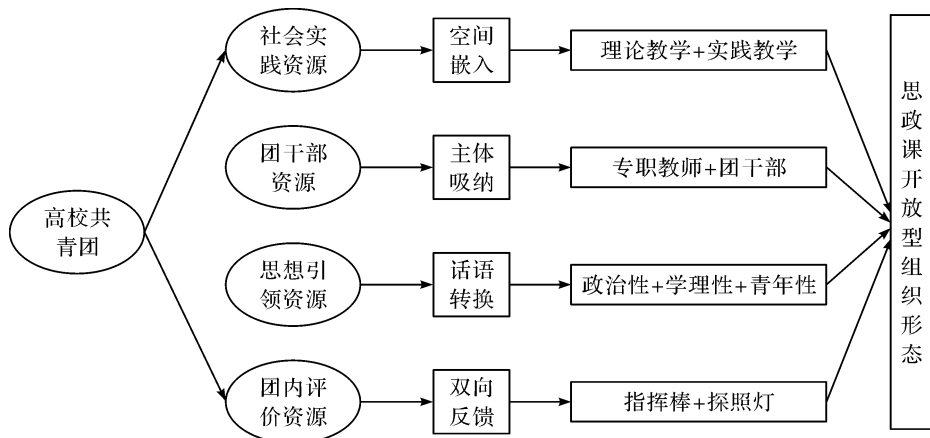 社会实
践资源
空间
嵌入
理论教学+实践教学
团干部
资源
主体
吸纳
专职教师+团干部
高校共
青团
思想引
领资源
话语
转换
政治性+学理性+青年性
团内评
价资源
双向
反馈
指挥棒+探照灯
思
政
课
开
放
型
组
织
形
态